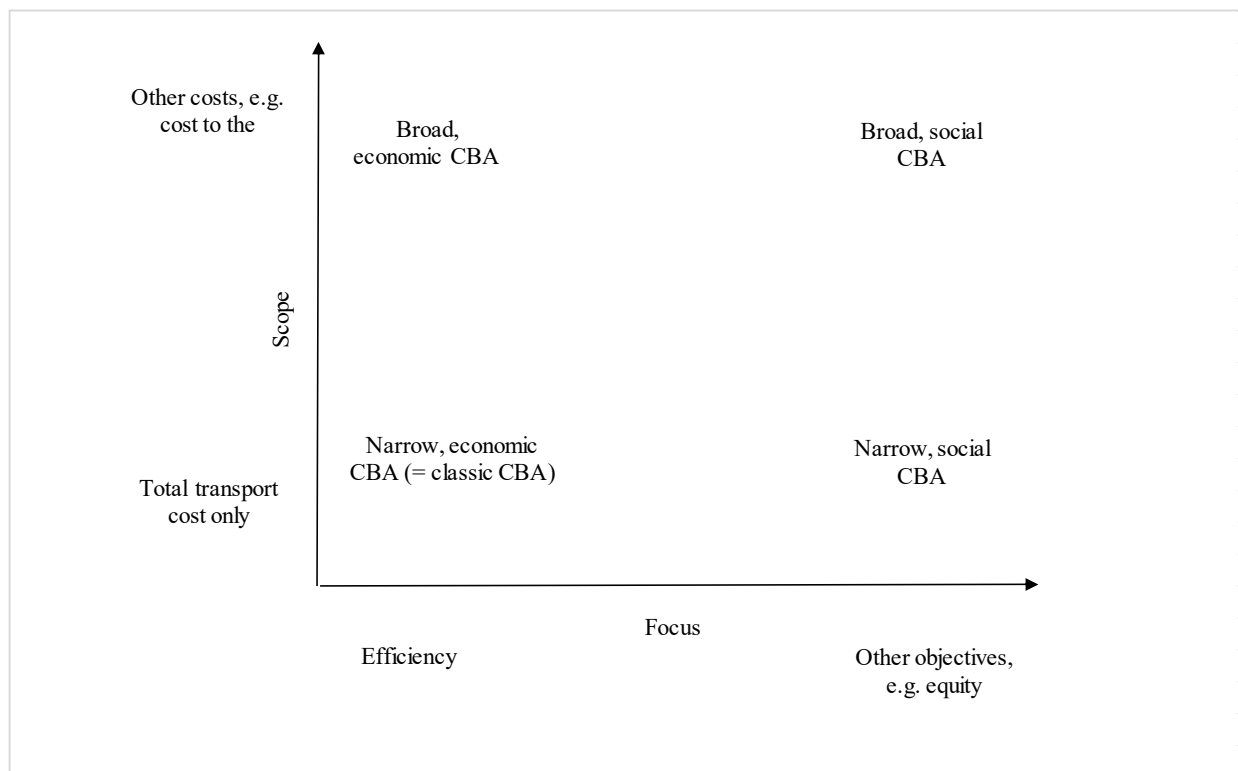 Other costs, e.g.
cost to the
Broad,
economic CBA
Broad, social
CBA
Scope
Narrow, economic
CBA (= classic CBA)
Narrow, social
CBA
Total transport
cost only
Focus
Efficiency
Other objectives,
e.g. equity